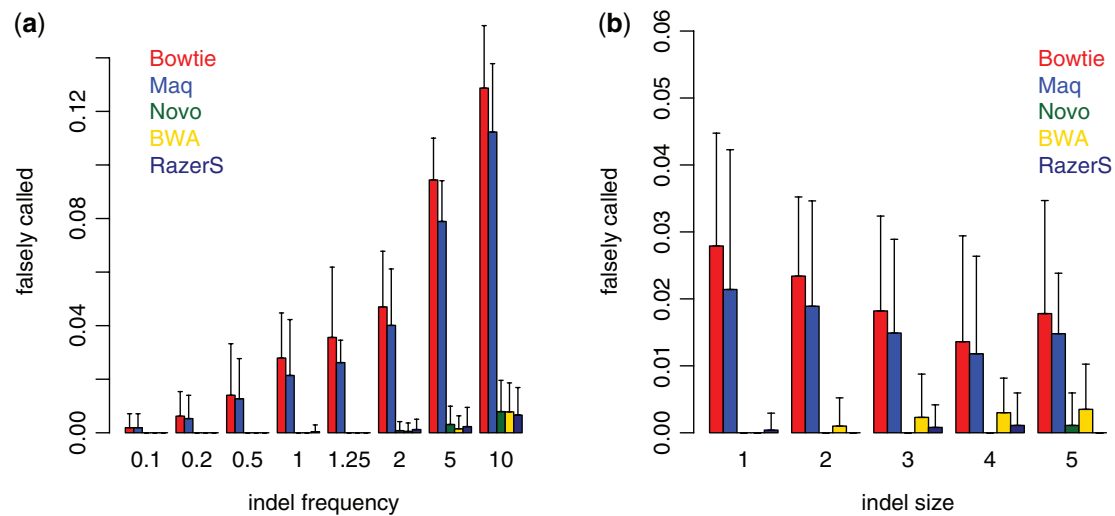 (a)
Bowtie
Maq
Novo
BWA
RazerS
falsely called
0.00 0.04 0.08 0.12
0.1 0.2 0.5 1 1.25 2 5 10
indel frequency
(b)
Bowtie
Maq
Novo
BWA
RazerS
falsely called
0.00 0.01 0.02 0.03 0.04 0.05 0.06
1 2 3 4 5
indel size